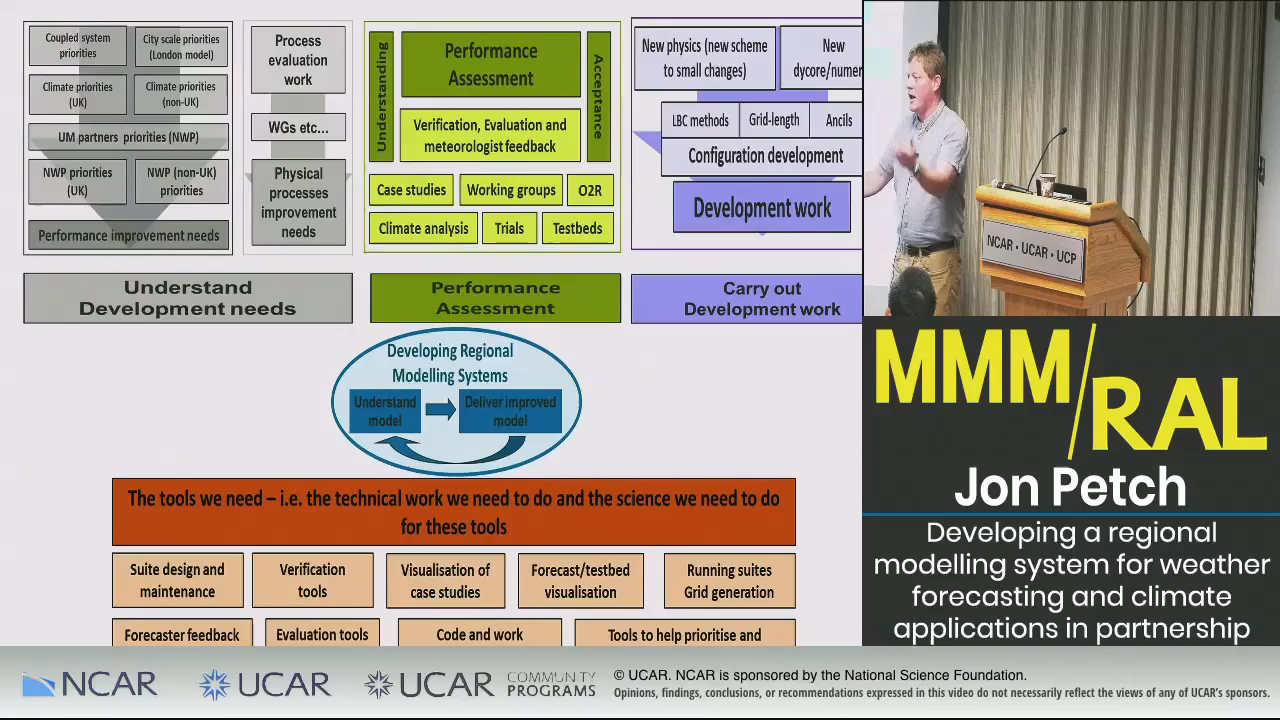 Coupled system
priorities
City scale priorities
(London model)
Climate priorities
(UK)
Climate priorities
(non-UK)
UM partners priorities (NWP)
NWP priorities
(UK)
NWP (non-UK)
priorities
Performance improvement needs
Process
evaluation
work
WGs etc...
Physical
processes
improvement
needs
Understanding
Performance
Assessment
Acceptance
Verification, Evaluation and
meteorologist feedback
Case studies
Working groups
O2R
Climate analysis
Trials
Testbeds
New physics (new scheme
to small changes)
New
dycore/numer
LBC methods
Grid-length
Ancils
Configuration development
Development work
Understand
Development needs
Performance
Assessment
Carry out
Development work
Developing Regional
Modelling Systems
Understand
model
Deliver improved
model
The tools we need – i.e. the technical work we need to do and the science we need to do
for these tools
Suite design and
maintenance
Verification
tools
Visualisation of
case studies
Forecast/testbed
visualisation
Running suites
Grid generation
Forecaster feedback
Evaluation tools
Code and work
Tools to help prioritise and
NCAR • UCAR • UCP
MMM/RAL
Jon Petch
Developing a regional
modelling system for weather
forecasting and climate
applications in partnership
NCAR
UCAR
UCAR
COMMUNITY
PROGRAMS
© UCAR. NCAR is sponsored by the National Science Foundation.
Opinions, findings, conclusions, or recommendations expressed in this video do not necessarily reflect the views of any of UCAR's sponsors.